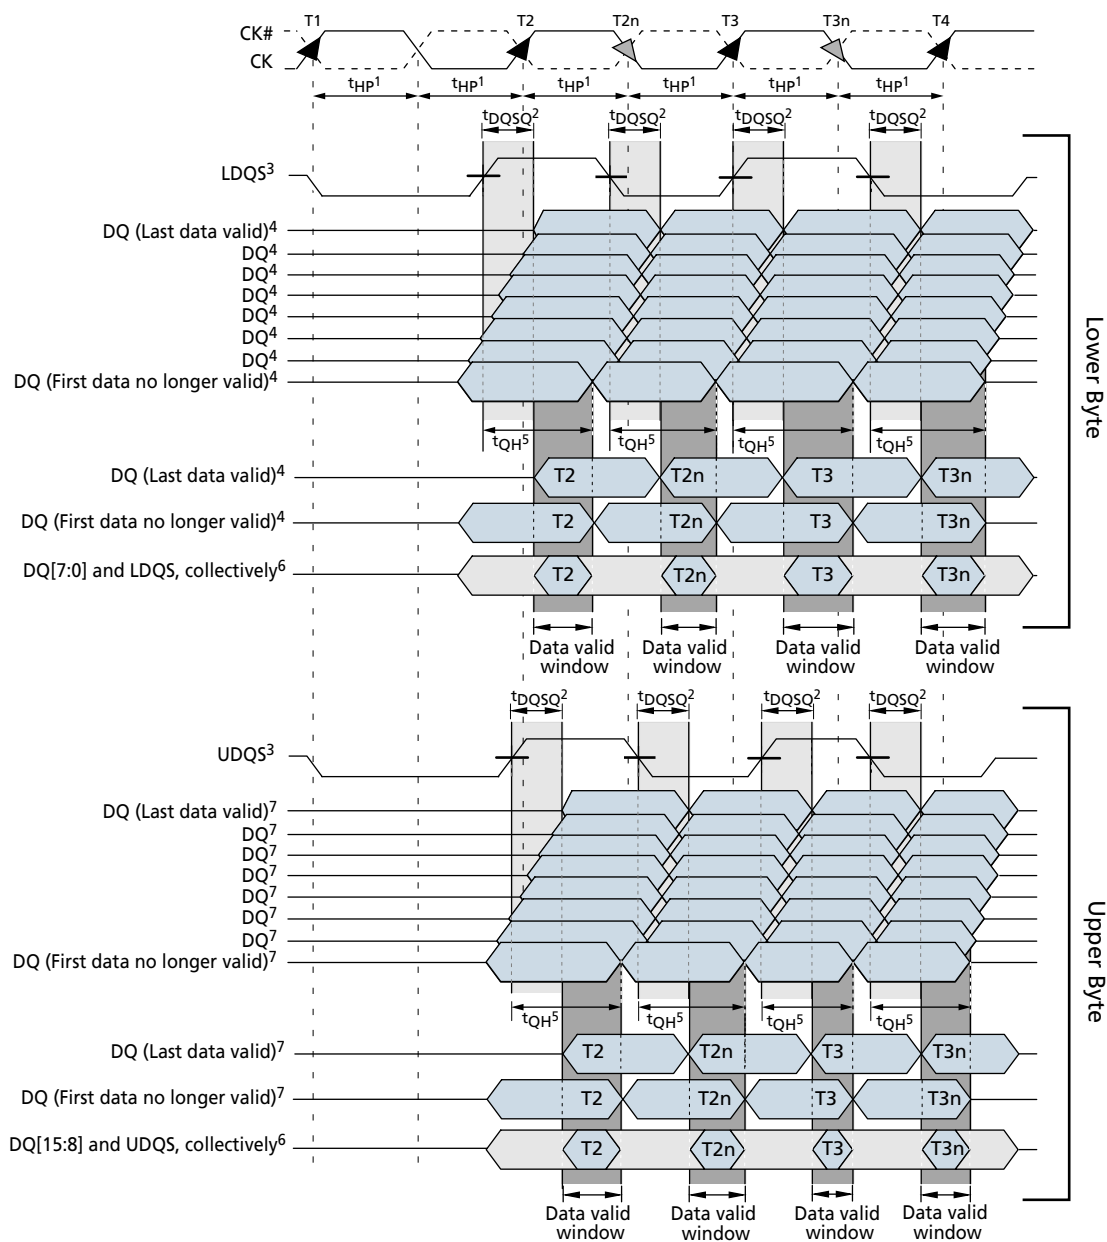 T1 T2 T2n T3 T3n T4
CK#
CK
tHP1 tHP1 tHP1 tHP1 tHP1 tHP1
tDQSQ2 tDQSQ2 tDQSQ2 tDQSQ2
LDQS3
DQ (Last data valid)4
DQ4
DQ4
DQ4
DQ4
DQ4
DQ4
DQ (First data no longer valid)4
tQH5 tQH5 tQH5 tQH5
DQ (Last data valid)4 T2 T2n T3 T3n
DQ (First data no longer valid)4 T2 T2n T3 T3n
DQ[7:0] and LDQS, collectively6 T2 T2n T3 T3n
Data valid window Data valid window Data valid window Data valid window
Lower Byte
tDQSQ2 tDQSQ2 tDQSQ2 tDQSQ2
UDQS3
DQ (Last data valid)7
DQ7
DQ7
DQ7
DQ7
DQ7
DQ7
DQ (First data no longer valid)7
tQH5 tQH5 tQH5 tQH5
DQ (Last data valid)7 T2 T2n T3 T3n
DQ (First data no longer valid)7 T2 T2n T3 T3n
DQ[15:8] and UDQS, collectively6 T2 T2n T3 T3n
Data valid window Data valid window Data valid window Data valid window
Upper Byte